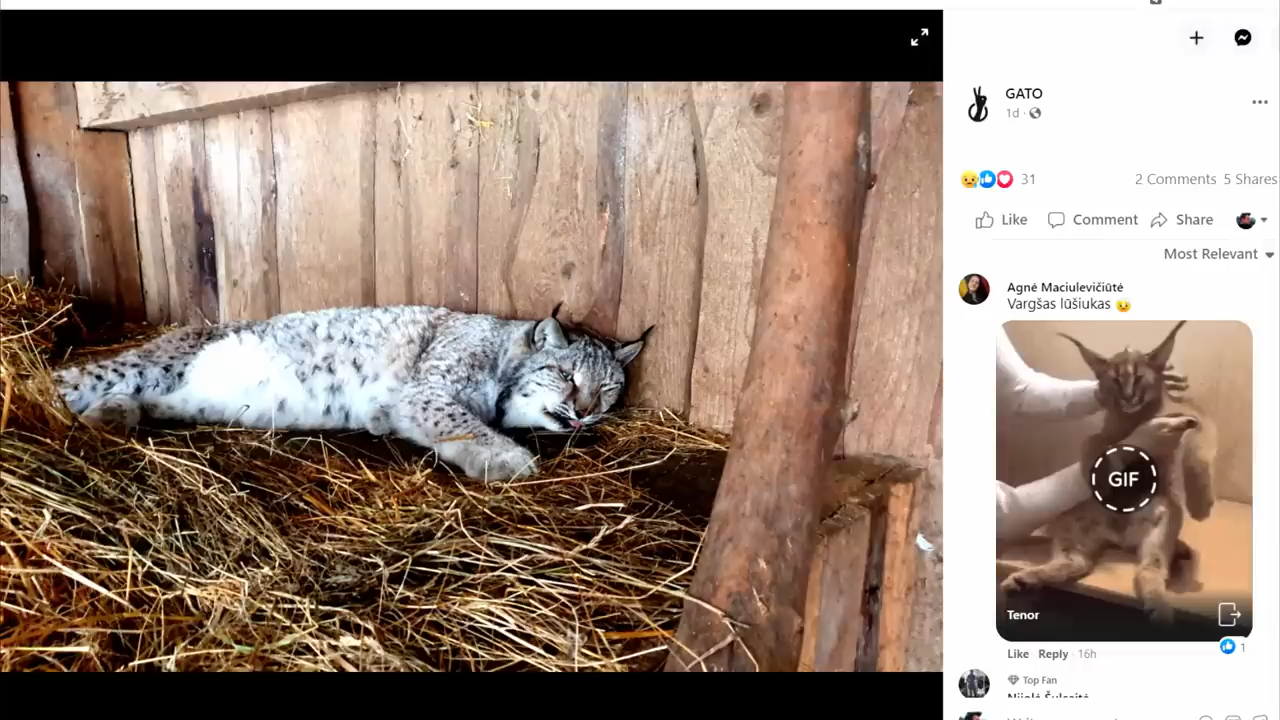 GATO
1d
31
2 Comments 5 Shares
Like
Comment
Share
Most Relevant
Agnė Maciulevičiūtė
Vargšas lūšiukas
GIF
Tenor
1
Like Reply · 16h
Top Fan